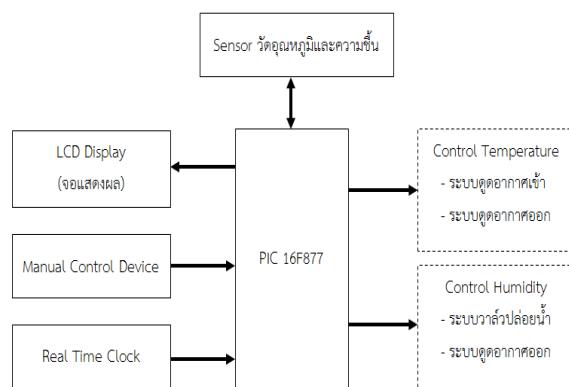 Sensor วัดอุณหภูมิและความชื้น
LCD Display
(จอแสดงผล)
Manual Control Device
Real Time Clock
PIC 16F877
Control Temperature
- ระบบดูดอากาศเข้า
- ระบบดูดอากาศออก
Control Humidity
- ระบบวาล์วปล่อยน้ำ
- ระบบดูดอากาศออก